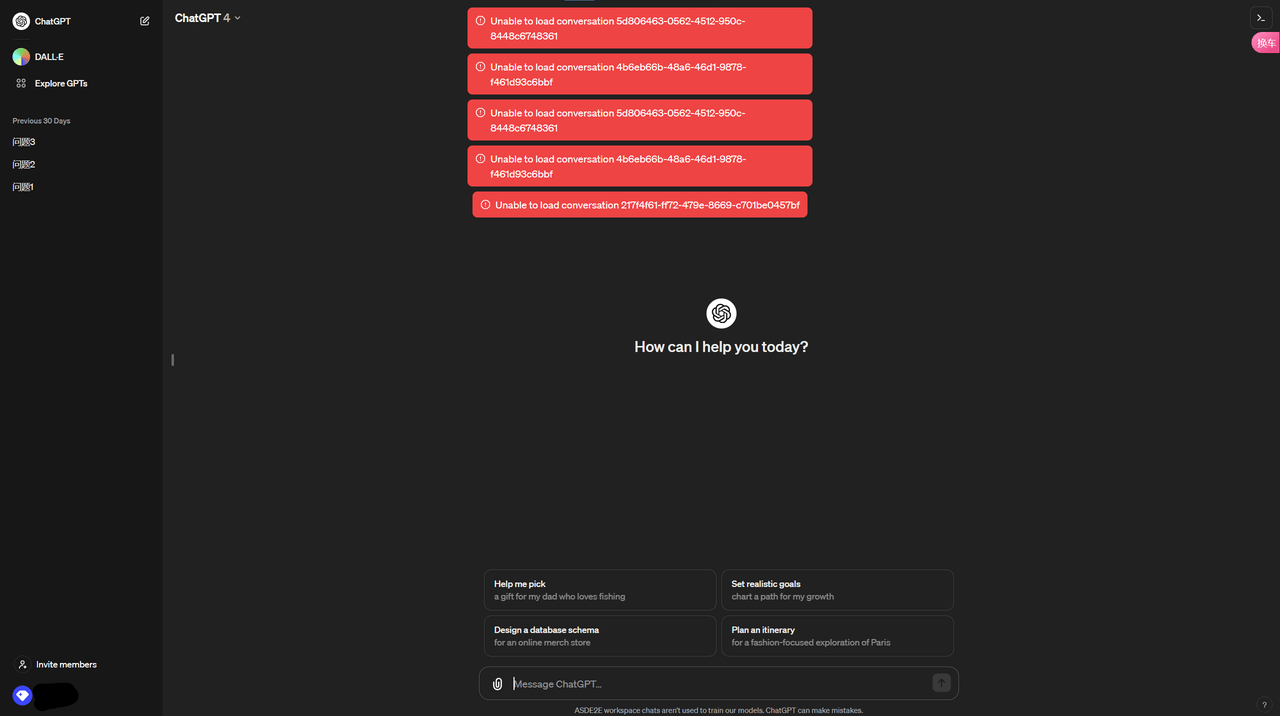 ChatGPT
DALL·E
Explore GPTs
Previous 30 Days
问题3
问题2
问题1
Invite members
ChatGPT 4
Unable to load conversation 5d806463-0562-4512-950c-
8448c6748361
Unable to load conversation 4b6eb66b-48a6-46d1-9878-
f461d93c6bbf
Unable to load conversation 5d806463-0562-4512-950c-
8448c6748361
Unable to load conversation 4b6eb66b-48a6-46d1-9878-
f461d93c6bbf
Unable to load conversation 217f4f61-ff72-479e-8669-c701be0457bf
换车
How can I help you today?
Help me pick
a gift for my dad who loves fishing
Set realistic goals
chart a path for my growth
Design a database schema
for an online merch store
Plan an itinerary
for a fashion-focused exploration of Paris
Message ChatGPT...
ASDE2E workspace chats aren't used to train our models. ChatGPT can make mistakes.
?